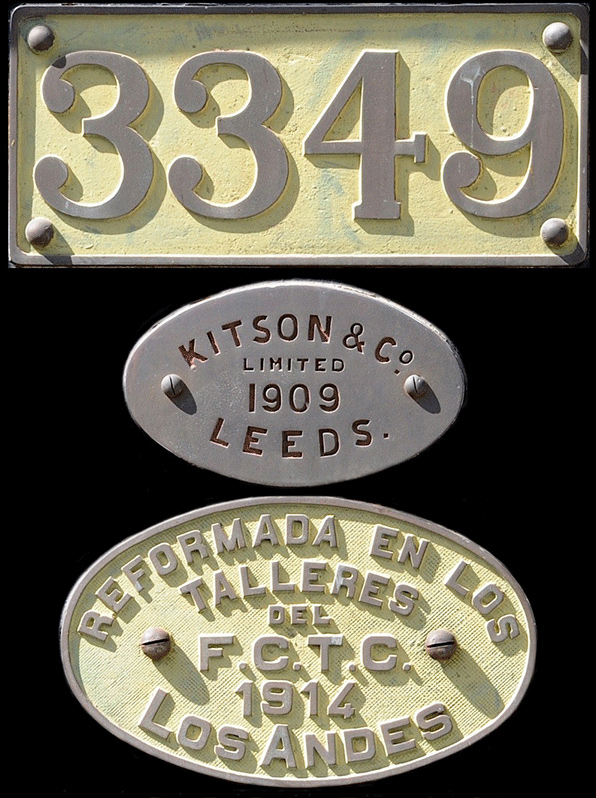 3349
KITSON & Co.
LIMITED
1909
LEEDS.
REFORMADA EN LOS
TALLERES
DEL
F.C.T.C.
1914
LOS ANDES